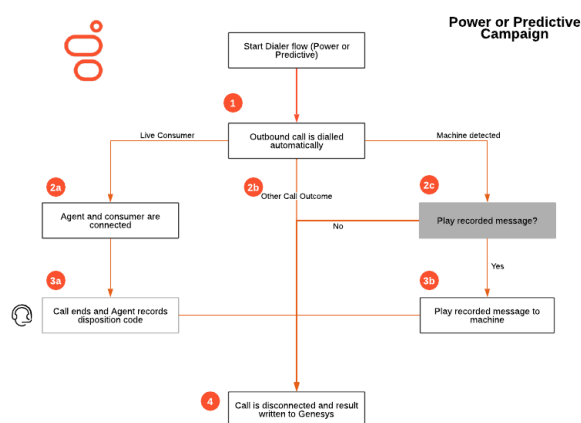 Power or Predictive
Campaign
Start Dialer flow (Power or
Predictive)
1
Outbound call is dialled
automatically
Live Consumer
Machine detected
2a
2b
2c
Other Call Outcome
Agent and consumer are
connected
Play recorded message?
No
Yes
3a
3b
Call ends and Agent records
disposition code
Play recorded message to
machine
4
Call is disconnected and result
written to Genesys